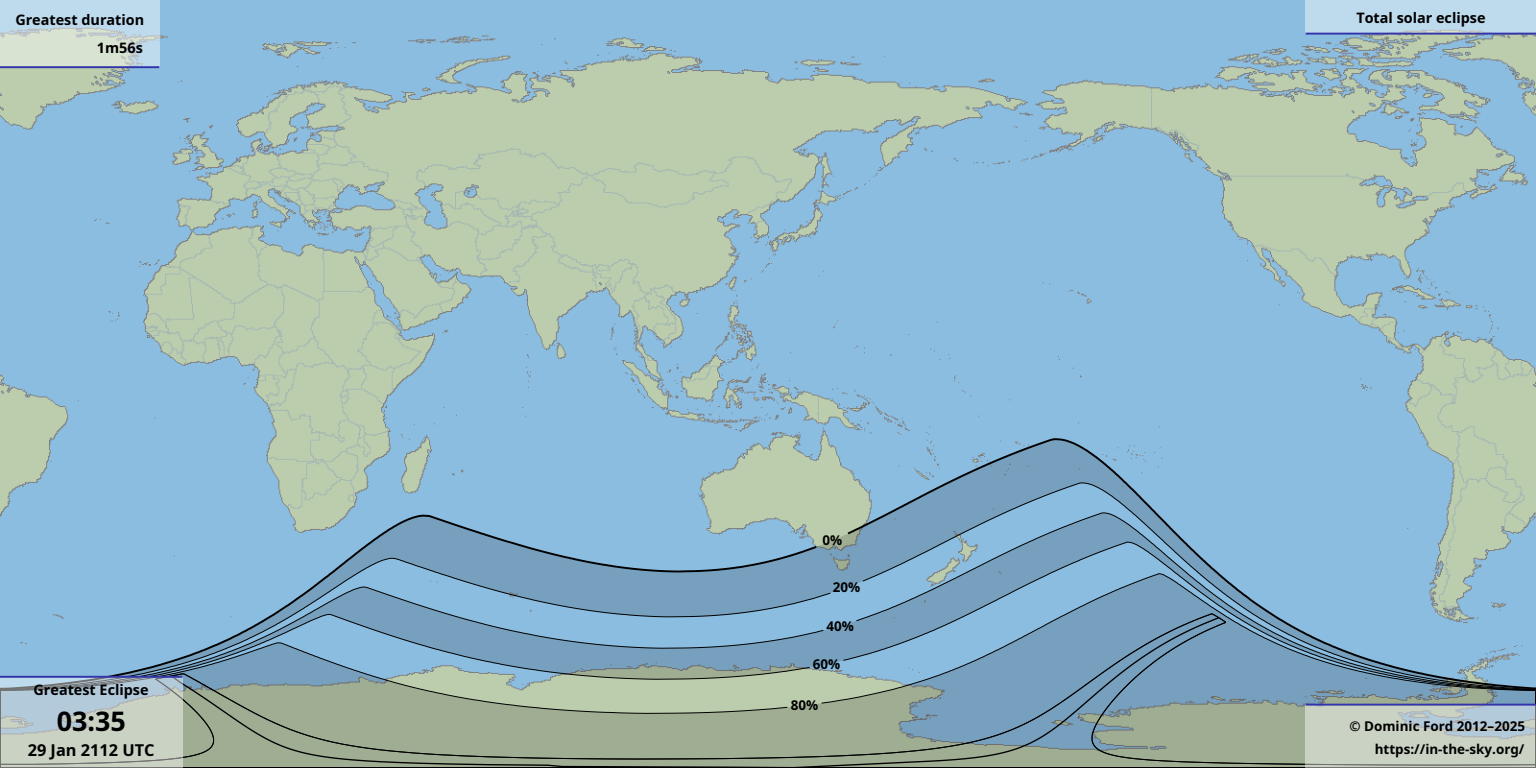 Greatest duration
1m56s
Total solar eclipse
0%
20%
40%
60%
80%
Greatest Eclipse
03:35
29 Jan 2112 UTC
© Dominic Ford 2012–2025
https://in-the-sky.org/